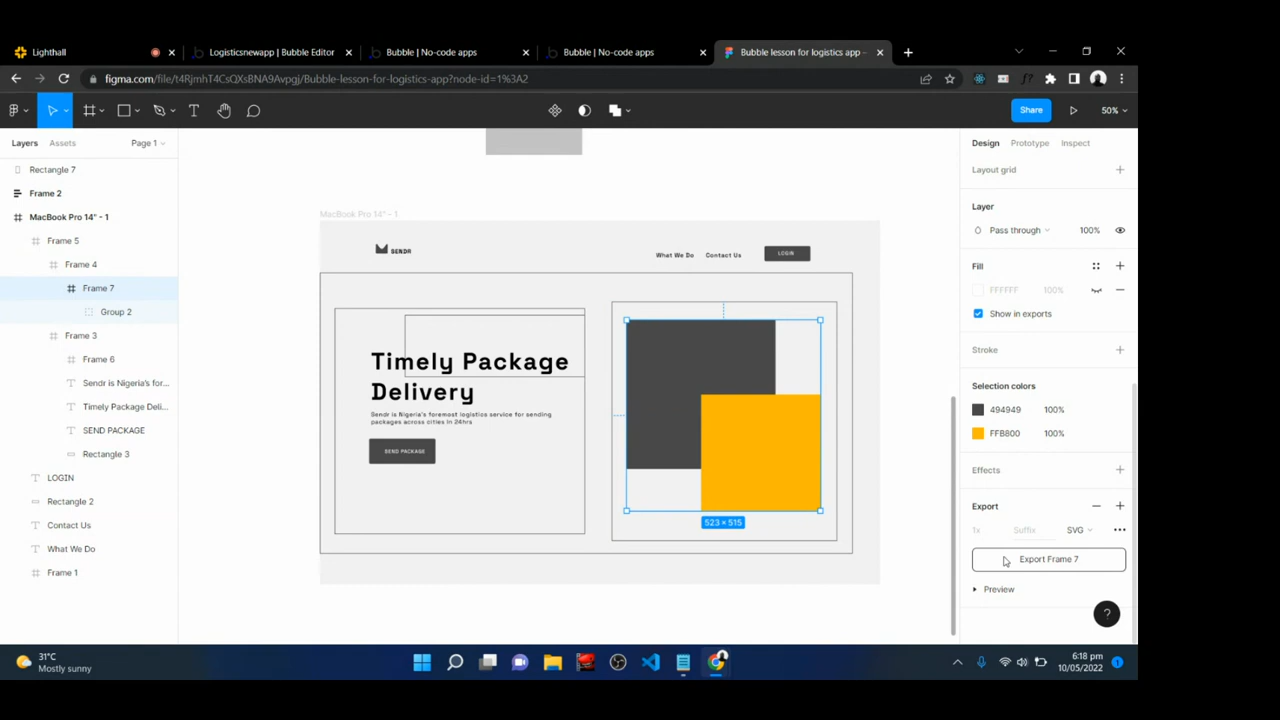 Lighthall
Logisticsnewapp | Bubble Editor
Bubble | No-code apps
Bubble | No-code apps
Bubble lesson for logistics app –
figma.com/file/t4RjmhT4CsQXsBNA9Avpgj/Bubble-lesson-for-logistics-app?node-id=1%3A2
Share
50%
Layers
Assets
Page 1
Rectangle 7
Frame 2
MacBook Pro 14" - 1
Frame 5
Frame 4
Frame 7
Group 2
Frame 3
Frame 6
Sendr is Nigeria's for...
Timely Package Deli...
SEND PACKAGE
Rectangle 3
LOGIN
Rectangle 2
Contact Us
What We Do
Frame 1
MacBook Pro 14" - 1
SENDR
What We Do
Contact Us
LOGIN
Timely Package
Delivery
Sendr is Nigeria's foremost logistics service for sending
packages across cities in 24hrs
SEND PACKAGE
523 × 515
Design
Prototype
Inspect
Layout grid
Layer
Pass through
100%
Fill
FFFFFF
100%
Show in exports
Stroke
Selection colors
494949
100%
FFB800
100%
Effects
Export
1x
Suffix
SVG
Export Frame 7
Preview
?
31°C
Mostly sunny
6:18 pm
10/05/2022
1